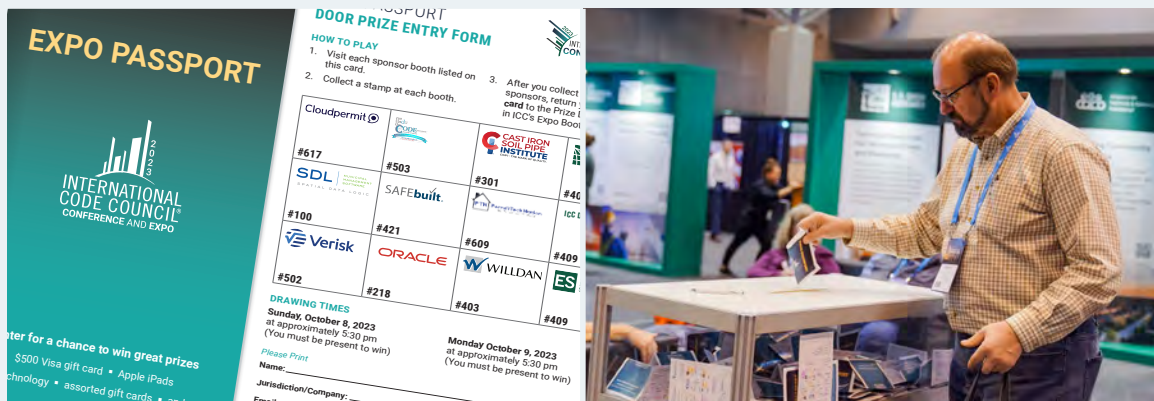 EXPO PASSPORT
2023
INTERNATIONAL
CODE COUNCIL®
CONFERENCE AND EXPO
nter for a chance to win great prizes
$500 Visa gift card ▪ Apple iPads
chnology ▪ assorted gift cards ▪
SSPORT
DOOR PRIZE ENTRY FORM
HOW TO PLAY
1. Visit each sponsor booth listed on
this card.
2. Collect a stamp at each booth.
3. After you collect
sponsors, return
card to the Prize
in ICC's Expo Boot
Cloudpermit
#617
CODE
#503
CAST IRON
SOIL PIPE
INSTITUTE
#301
SDL
SPATIAL DATA LOGIC
#100
SAFEbuilt.
#421
PTH
#609
ICC
#409
Verisk
#502
ORACLE
#218
WILLDAN
#403
ES
#409
DRAWING TIMES
Sunday, October 8, 2023
at approximately 5:30 pm
(You must be present to win)
Monday October 9, 2023
at approximately 5:30 pm
(You must be present to win)
Please Print
Name:
Jurisdiction/Company: